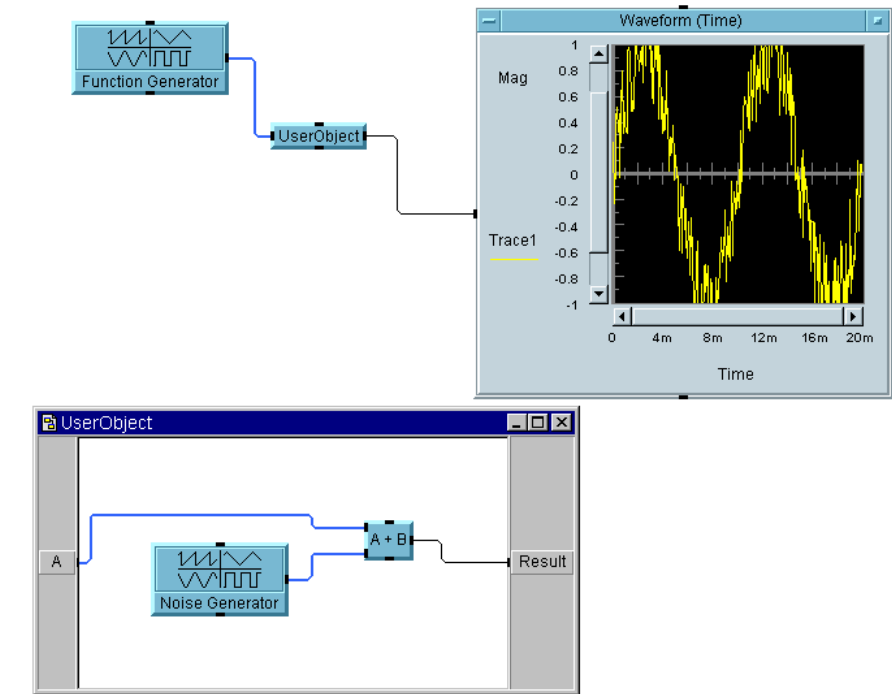 Function Generator
UserObject
Waveform (Time)
Mag
1
0.8
0.6
0.4
0.2
0
-0.2
-0.4
-0.6
-0.8
-1
Trace1
0 4m 8m 12m 16m 20m
Time
UserObject
A
A + B
Noise Generator
Result